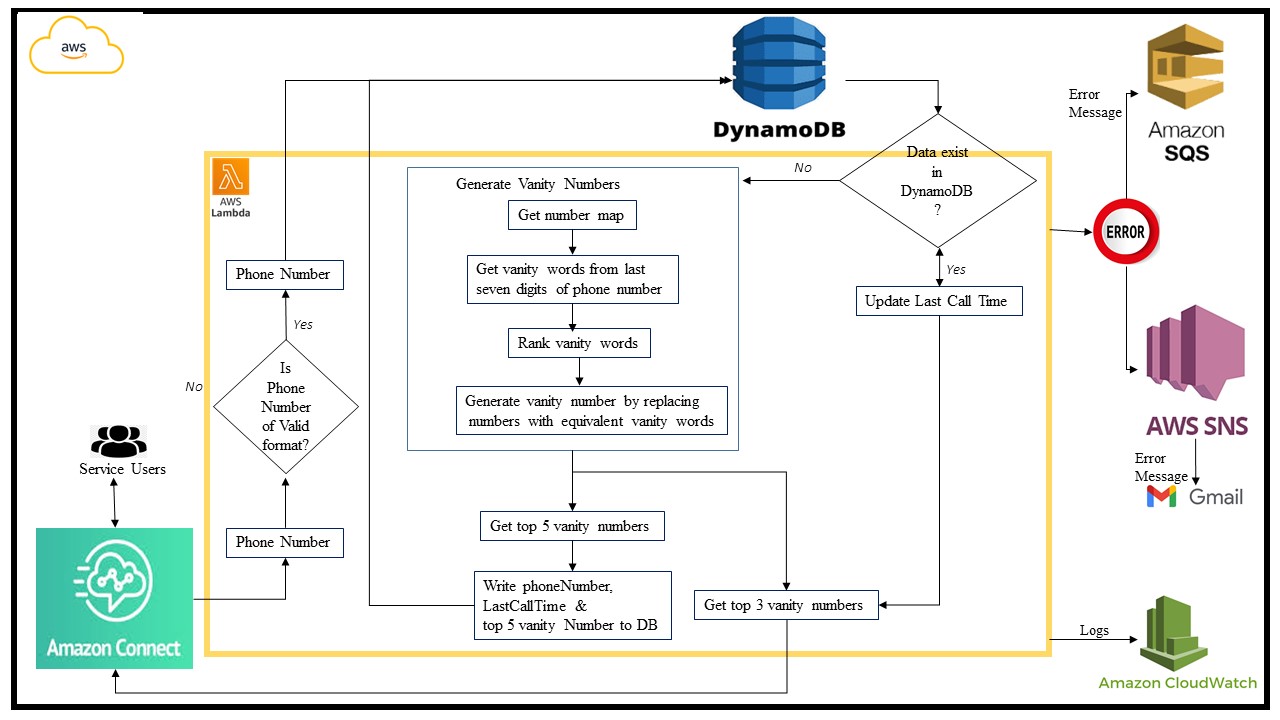 aws
DynamoDB
Error
Message
Amazon
SQS
AWS
Lambda
Generate Vanity Numbers
Get number map
Get vanity words from last
seven digits of phone number
Rank vanity words
Generate vanity number by replacing
numbers with equivalent vanity words
No
Data exist
in
DynamoDB
?
ERROR
Yes
Update Last Call Time
Phone Number
Yes
No
Is
Phone
Number
of Valid
format?
AWS SNS
Error
Message
Gmail
Service Users
Phone Number
Amazon Connect
Get top 5 vanity numbers
Write phoneNumber,
LastCallTime &
top 5 vanity Number to DB
Get top 3 vanity numbers
Logs
Amazon CloudWatch